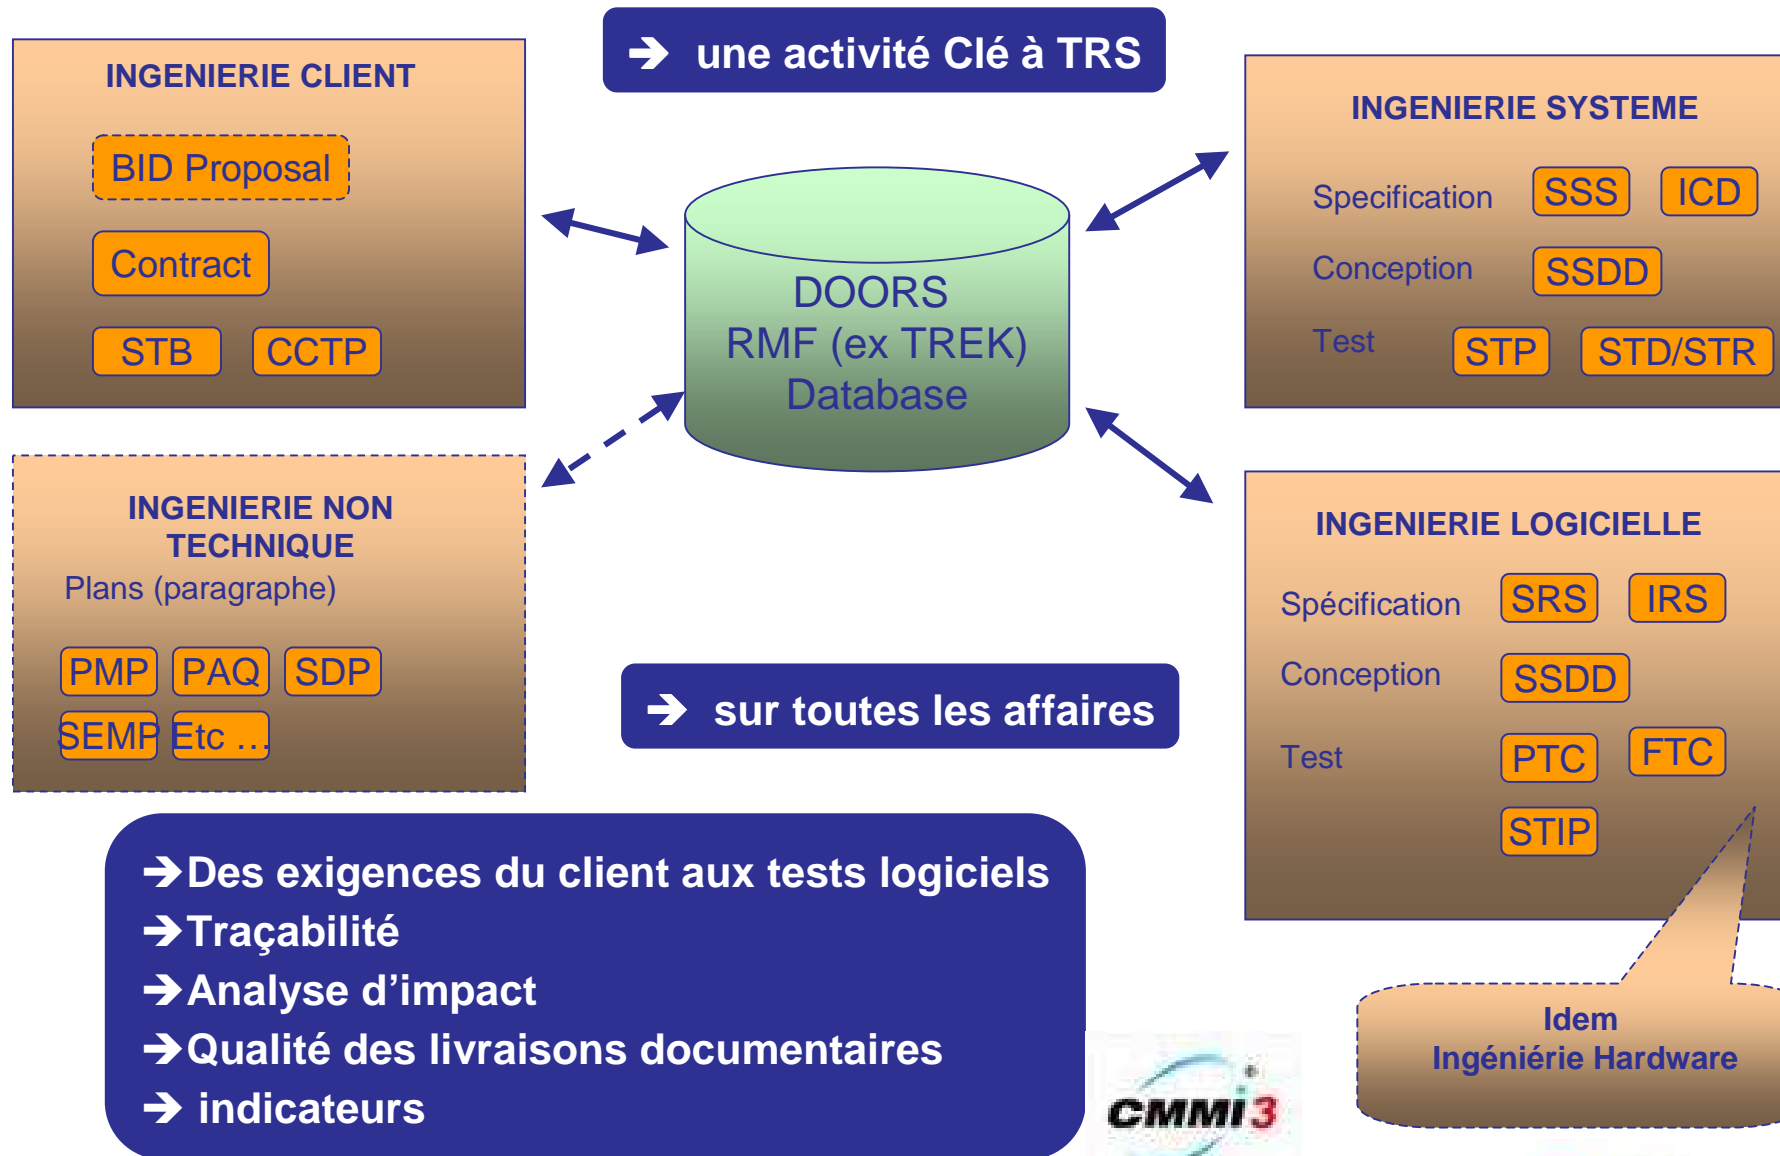 ➔ une activité Clé à TRS
INGENIERIE CLIENT
BID Proposal
Contract
STB CCTP
DOORS
RMF (ex TREK)
Database
INGENIERIE SYSTEME
Specification SSS ICD
Conception SSDD
Test STP STD/STR
INGENIERIE NON
TECHNIQUE
Plans (paragraphe)
PMP PAQ SDP
SEMP Etc …
➔ sur toutes les affaires
INGENIERIE LOGICIELLE
Spécification SRS IRS
Conception SSDD
Test PTC FTC
STIP
➔Des exigences du client aux tests logiciels
➔Traçabilité
➔Analyse d’impact
➔Qualité des livraisons documentaires
➔ indicateurs
CMMi3
Idem
Ingéniérie Hardware